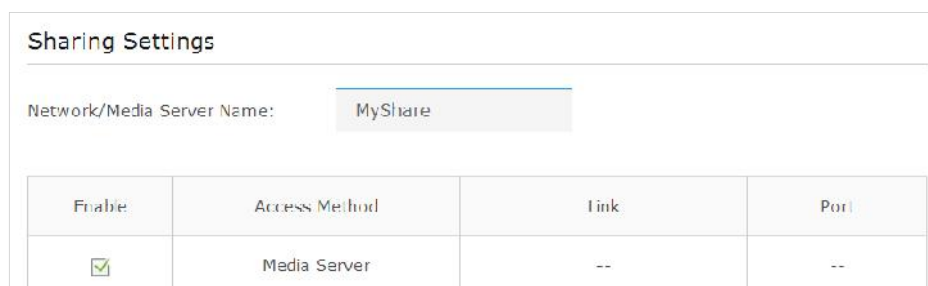 Sharing Settings
Network/Media Server Name: MyShare
Enable Access Method Link Port
Media Server -- --